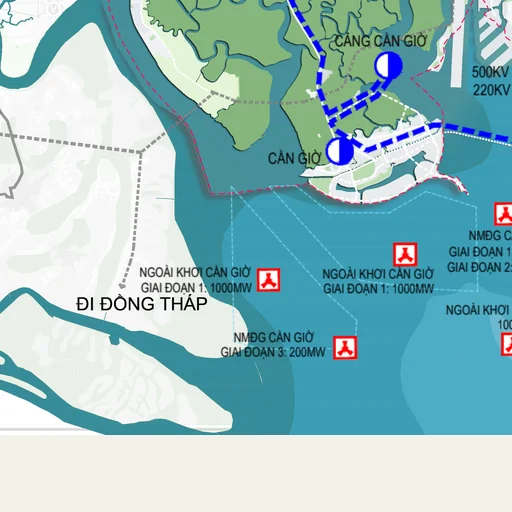 CẢNG CẦN GIỜ
500KV
220KV
CẦN GIỜ
NMĐG C
GIAI ĐOẠN 1
GIAI ĐOẠN 2:
NGOÀI KHƠI CẦN GIỜ
GIAI ĐOẠN 1: 1000MW
NGOÀI KHƠI CẦN GIỜ
GIAI ĐOẠN 1: 1000MW
ĐI ĐỒNG THÁP
NGOÀI KHƠI
100
NMĐG CẦN GIỜ
GIAI ĐOẠN 3: 200MW